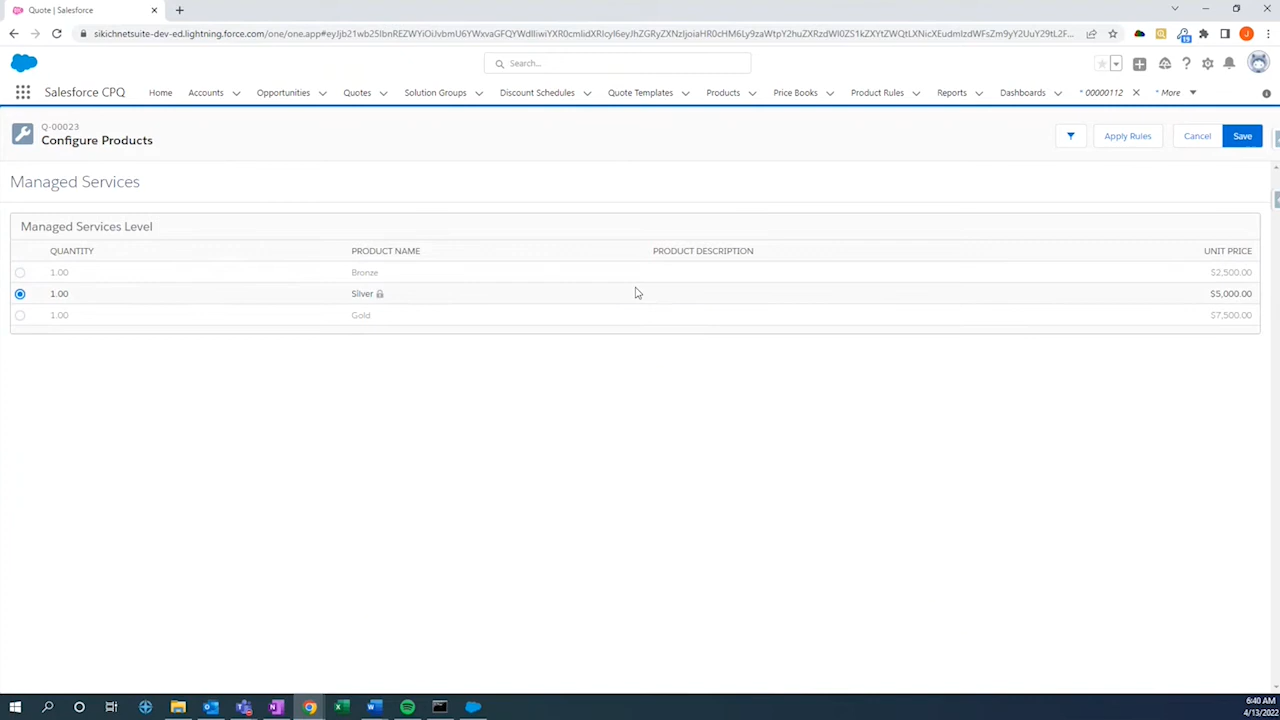 Quote | Salesforce
Search...
Salesforce CPQ Home Accounts Opportunities Quotes Solution Groups Discount Schedules Quote Templates Products Price Books Product Rules Reports Dashboards * 00000112 * More
Q-00023
Configure Products
Apply Rules Cancel Save
Managed Services
Managed Services Level
QUANTITY PRODUCT NAME PRODUCT DESCRIPTION UNIT PRICE
1.00 Bronze $2,500.00
1.00 Silver $5,000.00
1.00 Gold $7,500.00
6:40 AM
4/13/2022